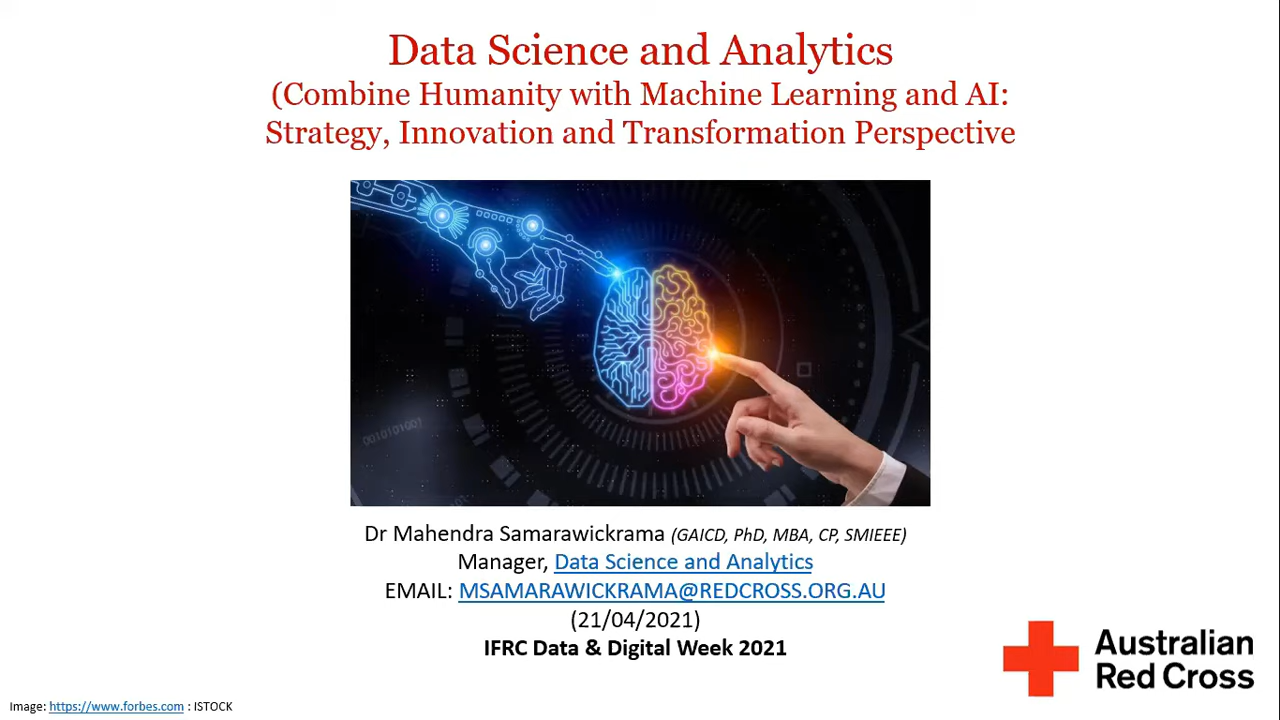 Data Science and Analytics
(Combine Humanity with Machine Learning and AI:
Strategy, Innovation and Transformation Perspective
010101001
Dr Mahendra Samarawickrama (GAICD, PhD, MBA, CP, SMIEEE)
Manager, Data Science and Analytics
EMAIL: MSAMARAWICKRAMA@REDCROSS.ORG.AU
(21/04/2021)
IFRC Data & Digital Week 2021
Australian
Red Cross
Image: https://www.forbes.com : ISTOCK